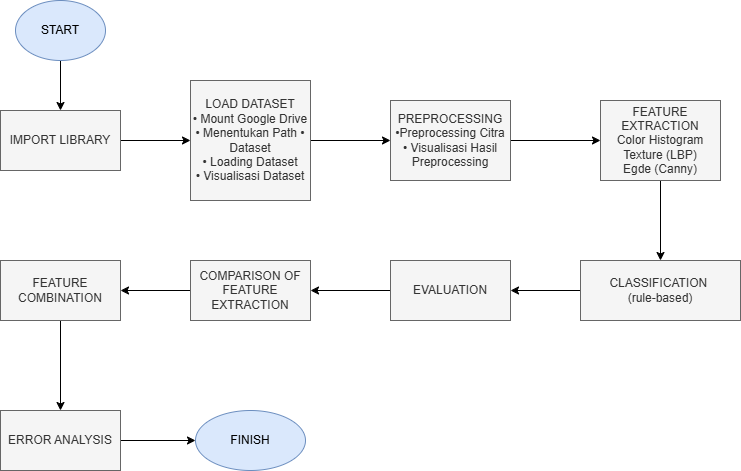 START
IMPORT LIBRARY
LOAD DATASET
• Mount Google Drive
• Menentukan Path •
Dataset
• Loading Dataset
• Visualisasi Dataset
PREPROCESSING
•Preprocessing Citra
• Visualisasi Hasil
Preprocessing
FEATURE
EXTRACTION
Color Histogram
Texture (LBP)
Egde (Canny)
CLASSIFICATION
(rule-based)
EVALUATION
COMPARISON OF
FEATURE
EXTRACTION
FEATURE
COMBINATION
ERROR ANALYSIS
FINISH